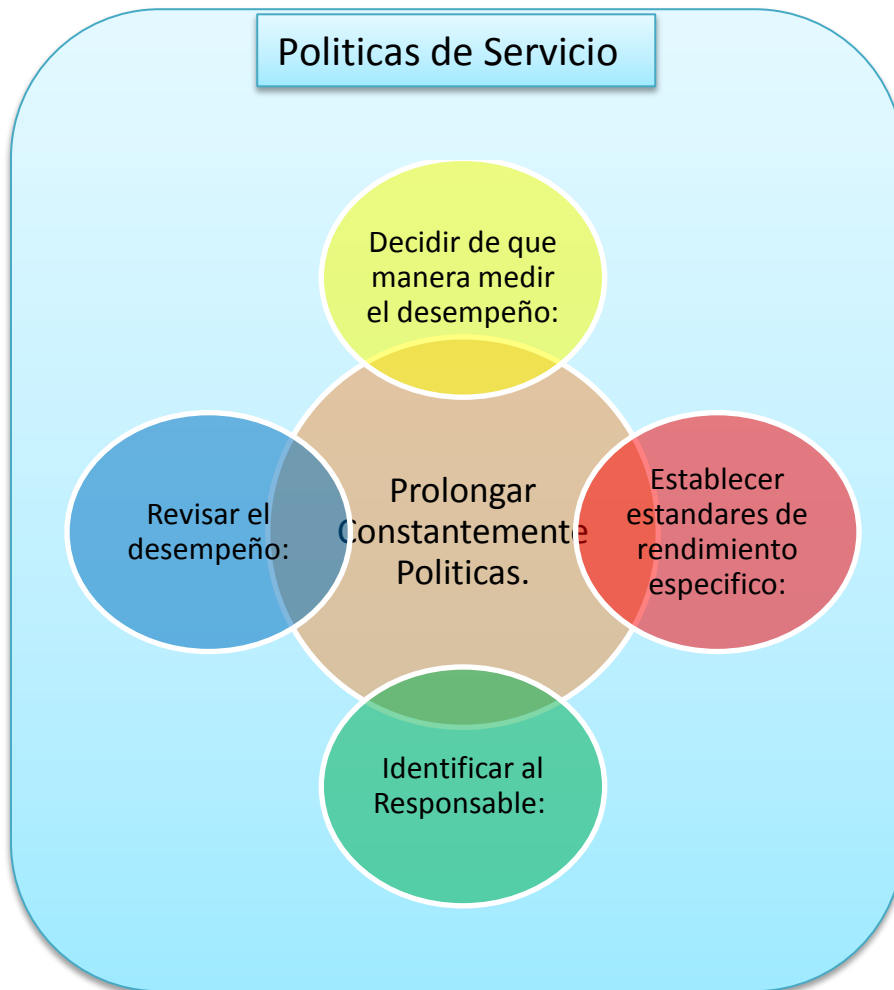 Politicas de Servicio
Decidir de que
manera medir
el desempeño:
Revisar el
desempeño:
Prolongar
Constantemente
Politicas.
Establecer
estandares de
rendimiento
especifico:
Identificar al
Responsable: